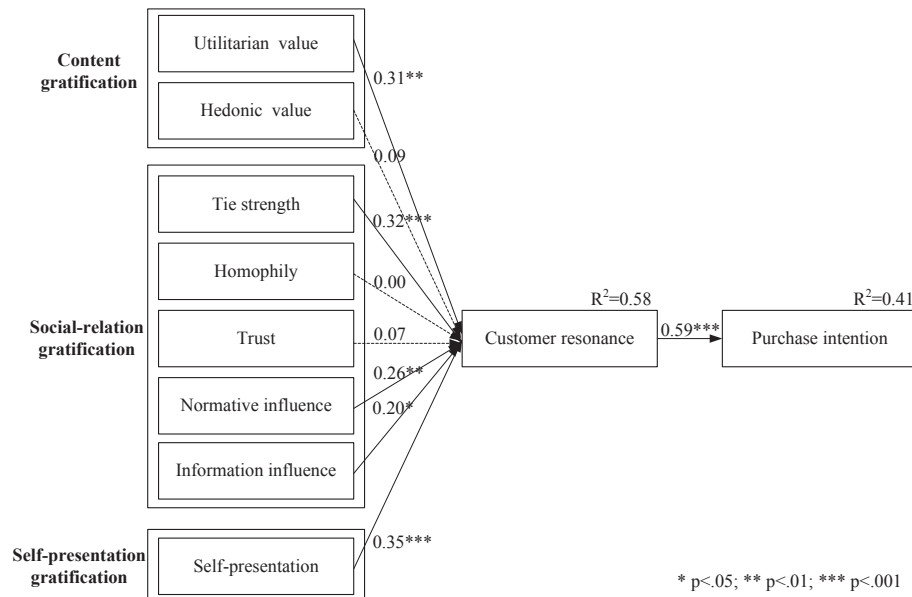 Content
gratification
Utilitarian value
Hedonic value
0.31**
0.09
Social-relation
gratification
Tie strength
Homophily
Trust
Normative influence
Information influence
0.32***
0.00
0.07
0.26**
0.20*
R²=0.58
Customer resonance
0.59***
R²=0.41
Purchase intention
Self-presentation
gratification
Self-presentation
0.35***
* p<.05; ** p<.01; *** p<.001